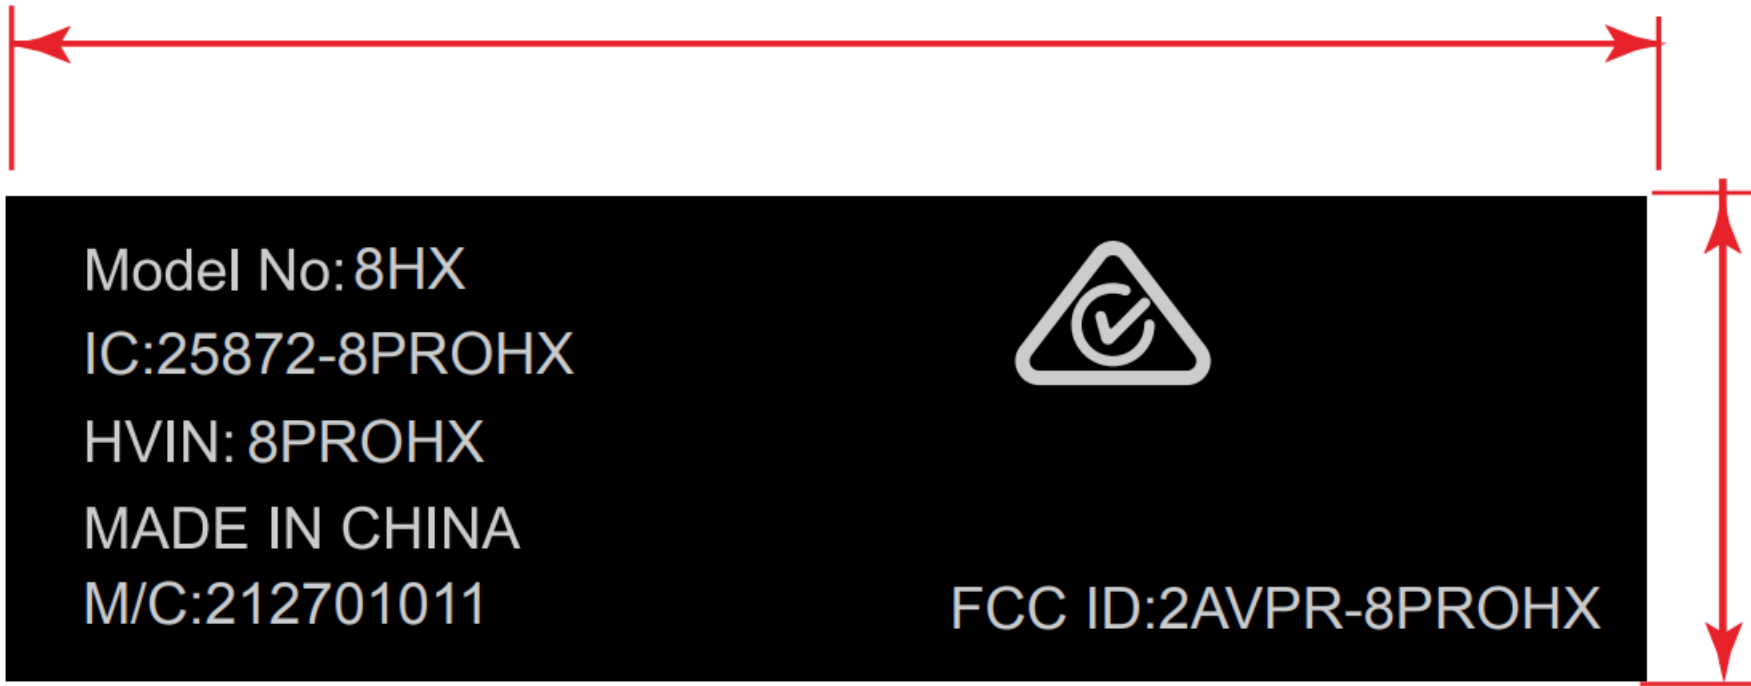 Model No: 8HX
IC:25872-8PROHX
HVIN: 8PROHX
MADE IN CHINA
M/C:212701011
FCC ID:2AVPR-8PROHX